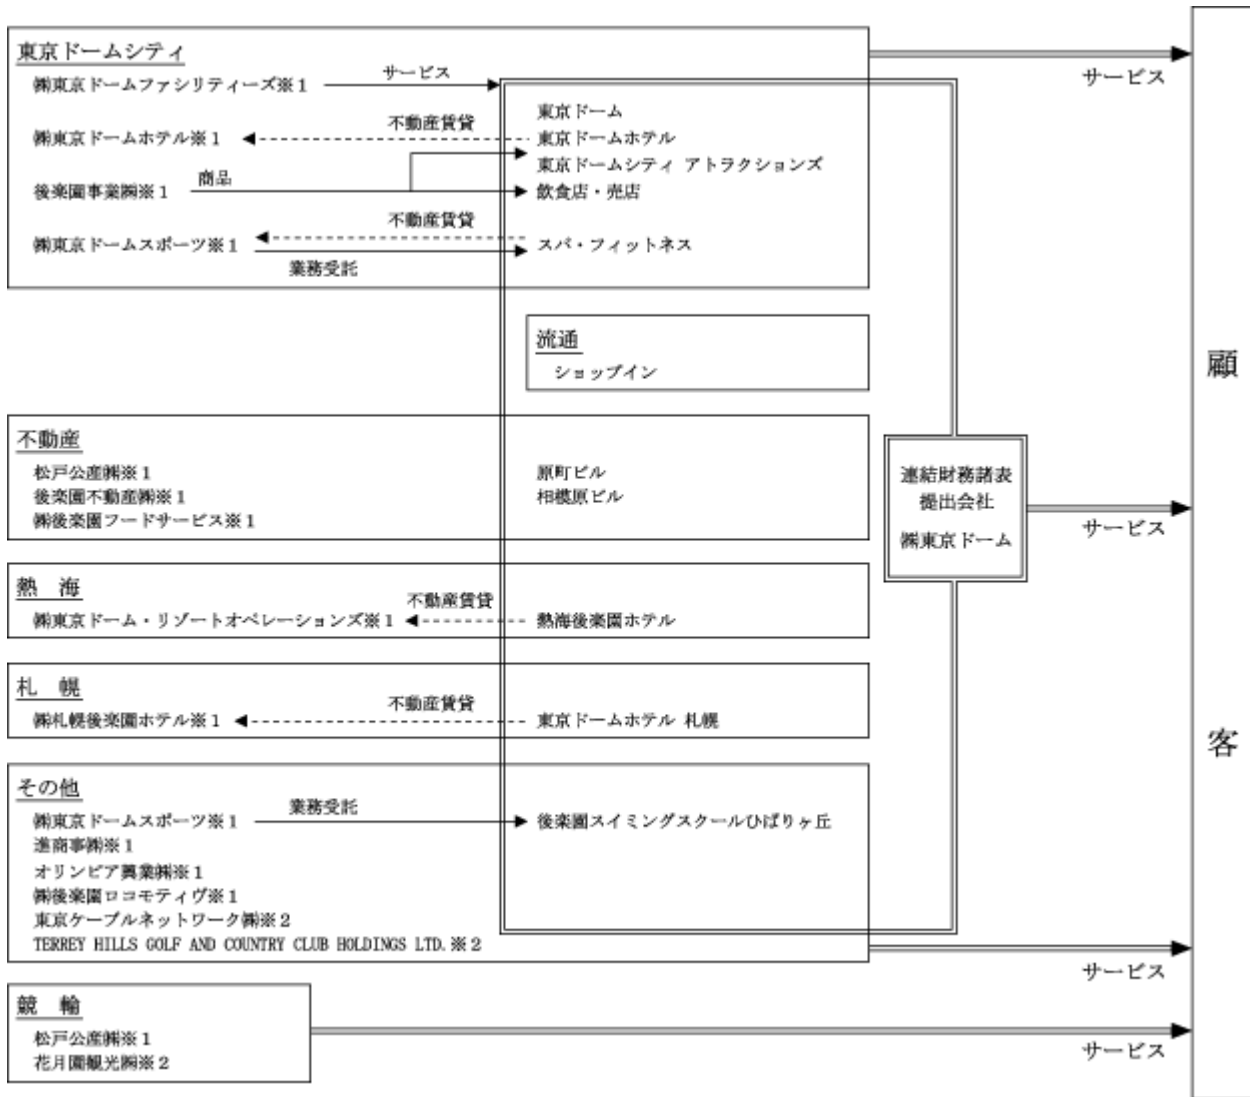 東京ドームシティ
㈱東京ドームファシリティーズ※1
サービス
サービス
東京ドーム
不動産賃貸
㈱東京ドームホテル※1
東京ドームホテル
東京ドームシティ アトラクションズ
商品
後楽園事業㈱※1
飲食店・売店
不動産賃貸
㈱東京ドームスポーツ※1
スパ・フィットネス
業務受託
流通
ショップイン
顧
客
不動産
松戸公産㈱※1
後楽園不動産㈱※1
㈱後楽園フードサービス※1
原町ビル
相模原ビル
連結財務諸表
提出会社
㈱東京ドーム
サービス
熱 海
㈱東京ドーム・リゾートオペレーションズ※1
不動産賃貸
熱海後楽園ホテル
札 幌
㈱札幌後楽園ホテル※1
不動産賃貸
東京ドームホテル 札幌
その他
㈱東京ドームスポーツ※1
業務受託
後楽園スイミングスクールひばりヶ丘
進商事㈱※1
オリンピア興業㈱※1
㈱後楽園ロコモティヴ※1
東京ケーブルネットワーク㈱※2
TERREY HILLS GOLF AND COUNTRY CLUB HOLDINGS LTD.※2
サービス
競 輪
松戸公産㈱※1
花月園観光㈱※2
サービス